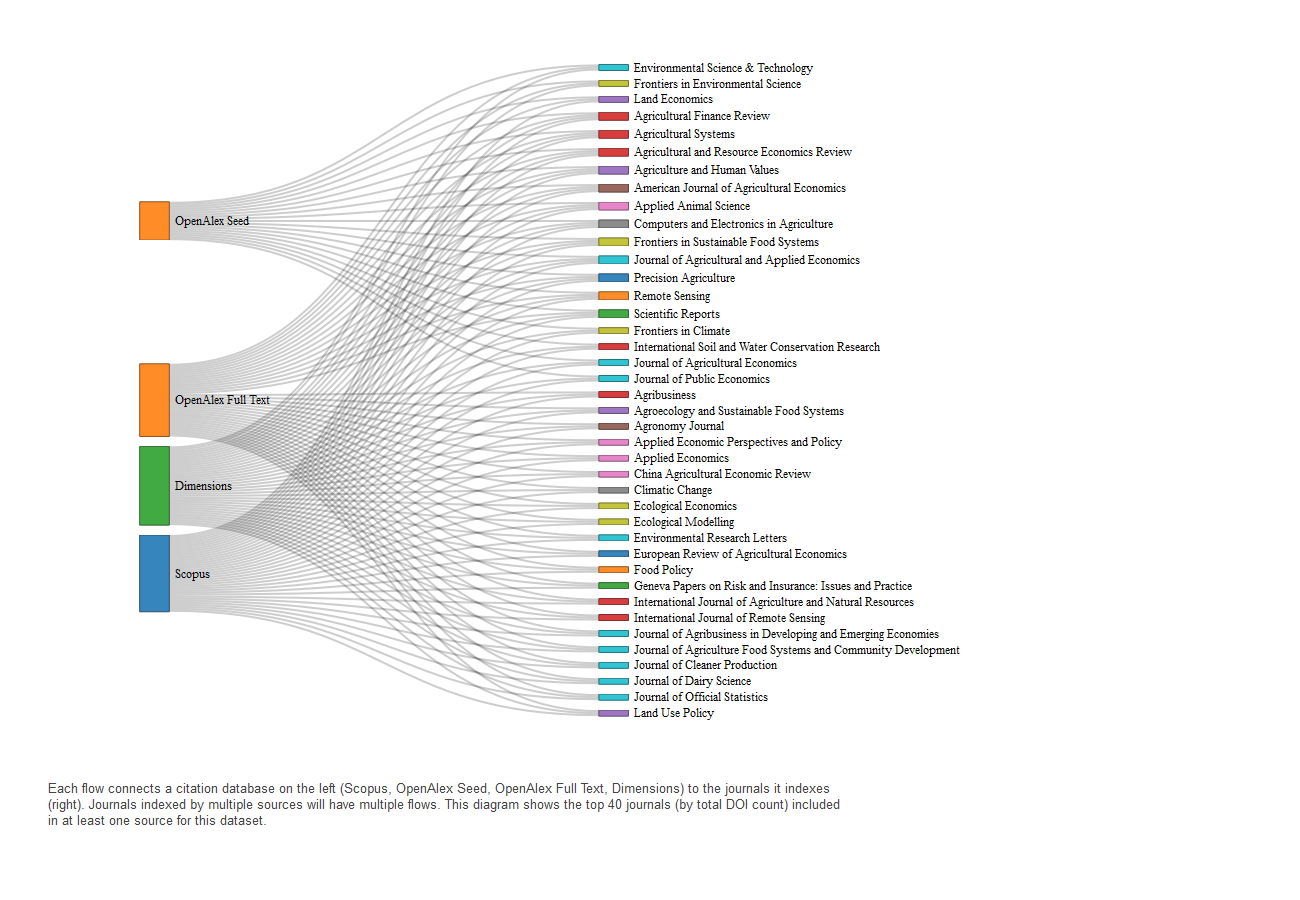 OpenAlex Seed
OpenAlex Full Text
Dimensions
Scopus
Environmental Science & Technology
Frontiers in Environmental Science
Land Economics
Agricultural Finance Review
Agricultural Systems
Agricultural and Resource Economics Review
Agriculture and Human Values
American Journal of Agricultural Economics
Applied Animal Science
Computers and Electronics in Agriculture
Frontiers in Sustainable Food Systems
Journal of Agricultural and Applied Economics
Precision Agriculture
Remote Sensing
Scientific Reports
Frontiers in Climate
International Soil and Water Conservation Research
Journal of Agricultural Economics
Journal of Public Economics
Agribusiness
Agroecology and Sustainable Food Systems
Agronomy Journal
Applied Economic Perspectives and Policy
Applied Economics
China Agricultural Economic Review
Climatic Change
Ecological Economics
Ecological Modelling
Environmental Research Letters
European Review of Agricultural Economics
Food Policy
Geneva Papers on Risk and Insurance: Issues and Practice
International Journal of Agriculture and Natural Resources
International Journal of Remote Sensing
Journal of Agribusiness in Developing and Emerging Economies
Journal of Agriculture Food Systems and Community Development
Journal of Cleaner Production
Journal of Dairy Science
Journal of Official Statistics
Land Use Policy
Each flow connects a citation database on the left (Scopus, OpenAlex Seed, OpenAlex Full Text, Dimensions) to the journals it indexes
(right). Journals indexed by multiple sources will have multiple flows. This diagram shows the top 40 journals (by total DOI count) included
in at least one source for this dataset.